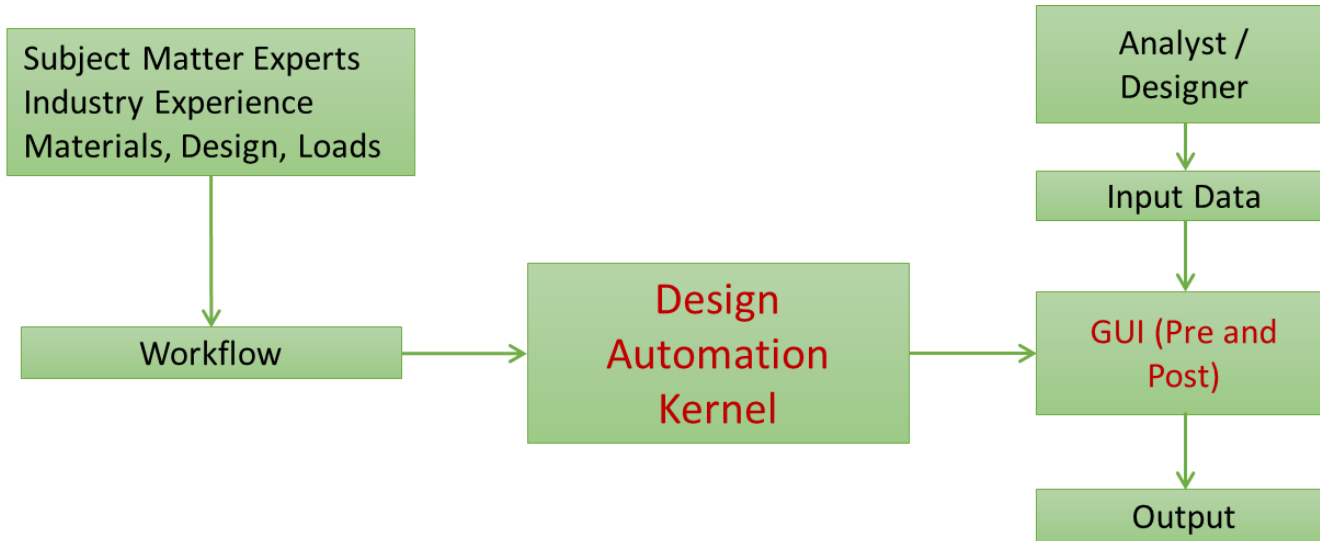 Subject Matter Experts
Industry Experience
Materials, Design, Loads
Workflow
Design
Automation
Kernel
Analyst /
Designer
Input Data
GUI (Pre and
Post)
Output